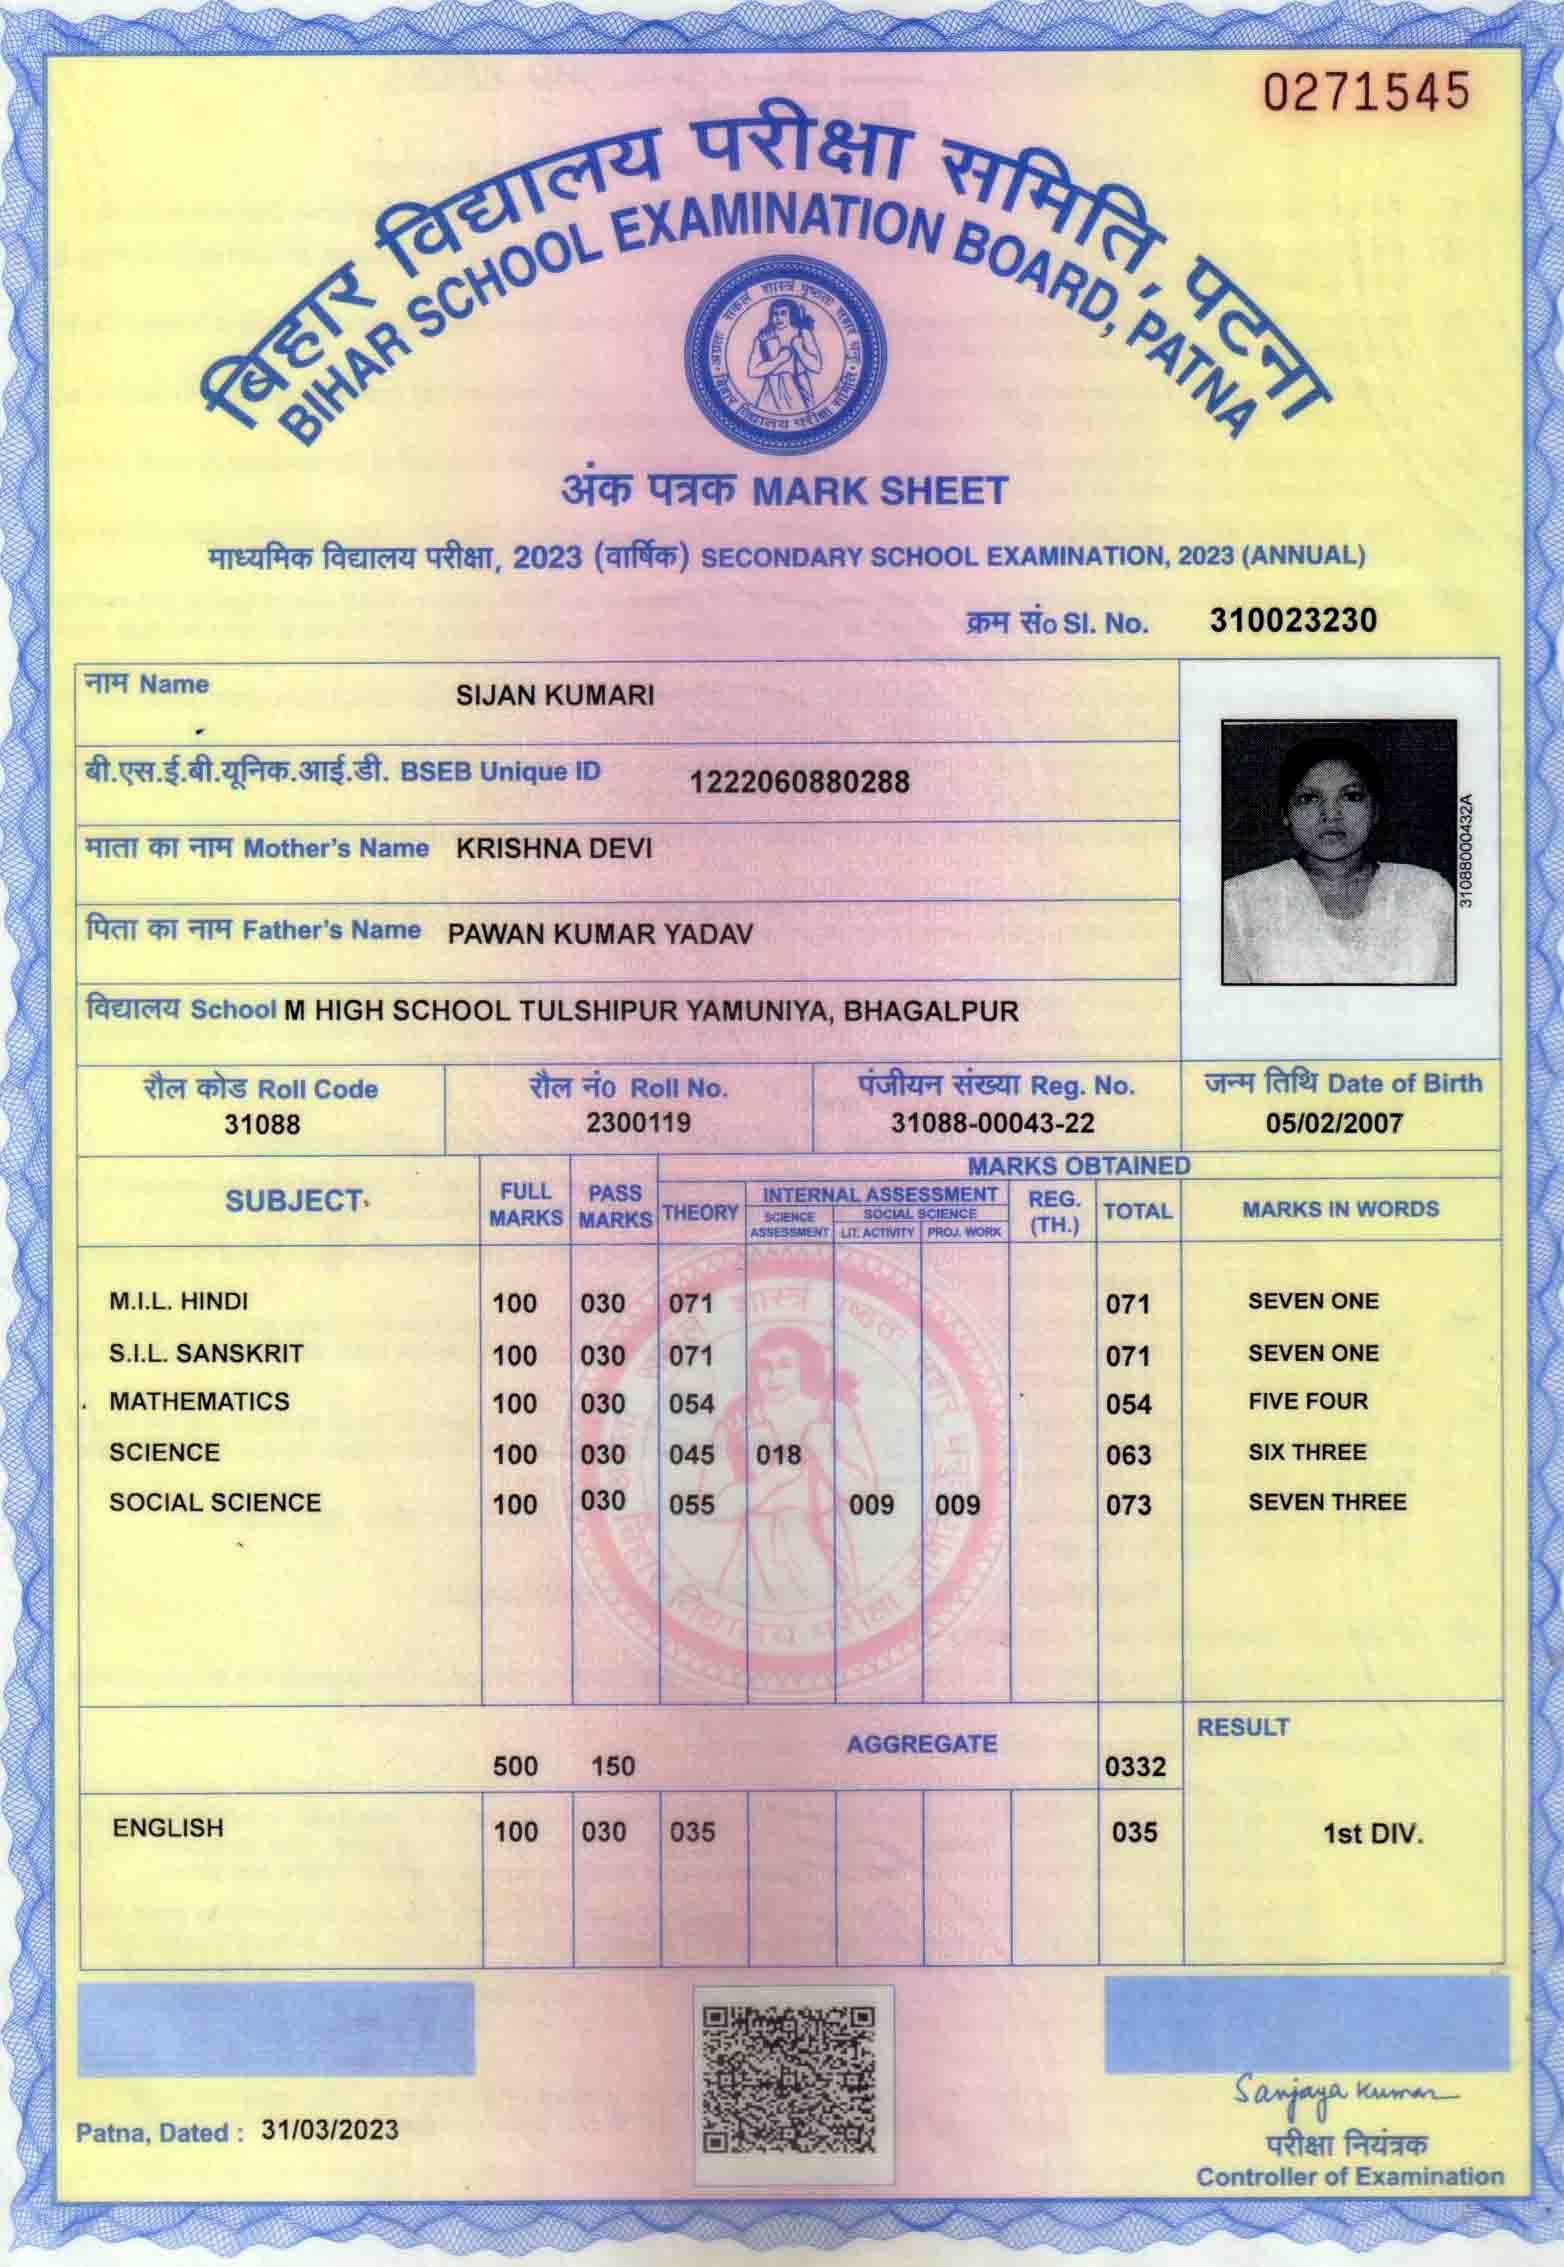 0271545
बिहार विद्यालय परीक्षा समिति, पटना
BIHAR SCHOOL EXAMINATION BOARD, PATNA
अंक पत्रक MARK SHEET
माध्यमिक विद्यालय परीक्षा, 2023 (वार्षिक) SECONDARY SCHOOL EXAMINATION, 2023 (ANNUAL)
क्रम सं० Sl. No. 310023230
नाम Name SIJAN KUMARI
बी.एस.ई.बी.यूनिक.आई.डी. BSEB Unique ID 1222060880288
माता का नाम Mother's Name KRISHNA DEVI
31088000432A
पिता का नाम Father's Name PAWAN KUMAR YADAV
विद्यालय School M HIGH SCHOOL TULSHIPUR YAMUNIYA, BHAGALPUR
रौल कोड Roll Code रौल नं0 Roll No. पंजीयन संख्या Reg. No. जन्म तिथि Date of Birth
31088 2300119 31088-00043-22 05/02/2007
SUBJECT FULL MARKS PASS MARKS MARKS OBTAINED
THEORY INTERNAL ASSESSMENT REG. (TH.) TOTAL MARKS IN WORDS
SCIENCE ASSESSMENT SOCIAL SCIENCE
LIT. ACTIVITY PROJ. WORK
M.I.L. HINDI 100 030 071 071 SEVEN ONE
S.I.L. SANSKRIT 100 030 071 071 SEVEN ONE
MATHEMATICS 100 030 054 054 FIVE FOUR
SCIENCE 100 030 045 018 063 SIX THREE
SOCIAL SCIENCE 100 030 055 009 009 073 SEVEN THREE
500 150 AGGREGATE 0332 RESULT
ENGLISH 100 030 035 035 1st DIV.
Sanjaya Kumar
Patna, Dated : 31/03/2023
परीक्षा नियंत्रक
Controller of Examination